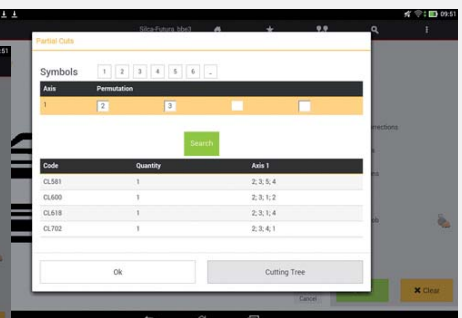 09:51
Silca-Futura_bbe3
Partial Cuts
:51
Symbols 1 2 3 4 5 6 _
Axis Permutation
1 2 3
rrections
Search
Code Quantity Axis 1
CL581 1 2; 3; 5; 4
CL600 1 2; 3; 1; 2
CL618 1 2; 3; 1; 4
CL702 1 2; 3; 4; 1
Ok Cutting Tree
Cancel
Clear